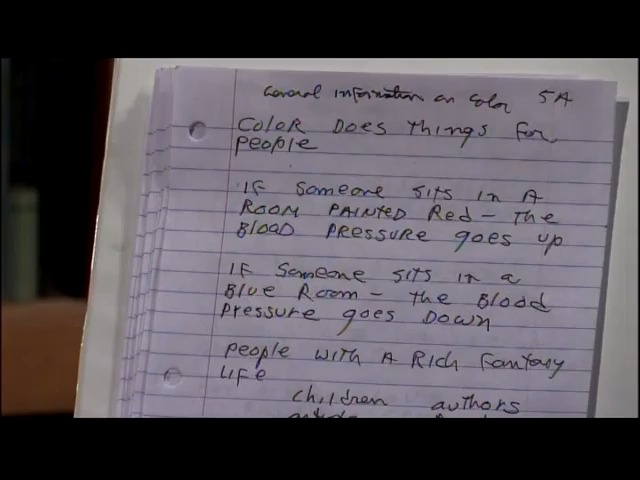 General Information on Color 5A
Color Does Things for
people
IF Someone sits in A
Room PAINTED Red - The
BLOOD PRESSURE goes up
IF Someone sits in a
Blue Room - the Blood
Pressure goes Down
People with A Rich Fantasy
Life
children authors